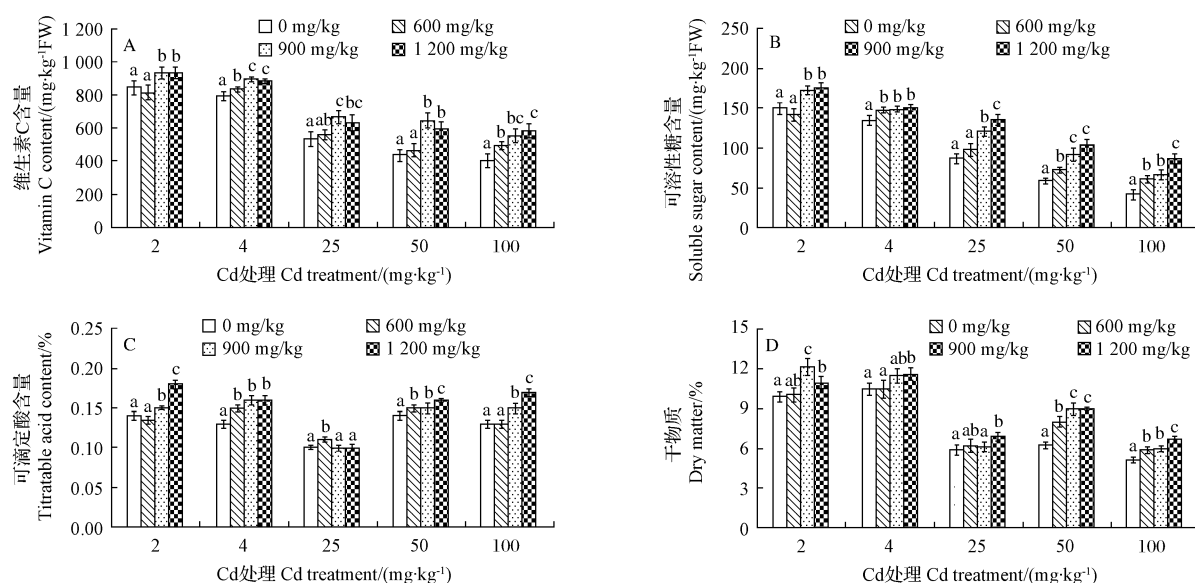 1 200
1 000
800
600
400
200
0
维生素C含量
Vitamin C content/(mg·kg⁻¹FW)
A
0 mg/kg
600 mg/kg
900 mg/kg
1 200 mg/kg
a a b b
a b c c
a ab c bc
a a b b
a b bc c
2 4 25 50 100
Cd处理 Cd treatment/(mg·kg⁻¹)
250
200
150
100
50
0
可溶性糖含量
Soluble sugar content/(mg·kg⁻¹FW)
B
0 mg/kg
600 mg/kg
900 mg/kg
1 200 mg/kg
a a b b
a b b b
a a b c
a b c c
a b b c
2 4 25 50 100
Cd处理 Cd treatment/(mg·kg⁻¹)
0.25
0.20
0.15
0.10
0.05
0.00
可滴定酸含量
Titratable acid content/%
C
0 mg/kg
600 mg/kg
900 mg/kg
1 200 mg/kg
a a b c
a b b b
a b a a
a b b c
a a b c
2 4 25 50 100
Cd处理 Cd treatment/(mg·kg⁻¹)
15
12
9
6
3
0
干物质
Dry matter/%
D
0 mg/kg
600 mg/kg
900 mg/kg
1 200 mg/kg
a ab c b
a a abb
a ab a b
a b c c
a b b c
2 4 25 50 100
Cd处理 Cd treatment/(mg·kg⁻¹)